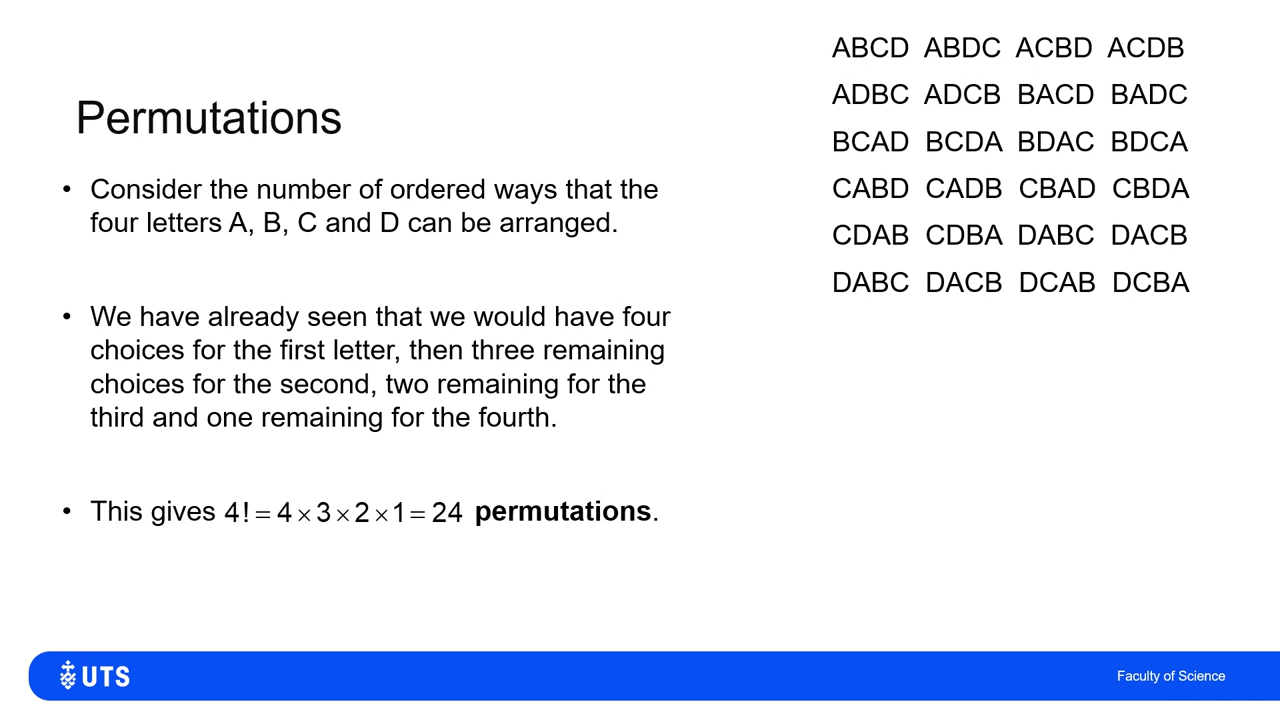 Permutations
• Consider the number of ordered ways that the
four letters A, B, C and D can be arranged.
• We have already seen that we would have four
choices for the first letter, then three remaining
choices for the second, two remaining for the
third and one remaining for the fourth.
• This gives 4! = 4 × 3 × 2 × 1 = 24 permutations.
ABCD ABDC ACBD ACDB
ADBC ADCB BACD BADC
BCAD BCDA BDAC BDCA
CABD CADB CBAD CBDA
CDAB CDBA DABC DACB
DABC DACB DCAB DCBA
UTS
Faculty of Science